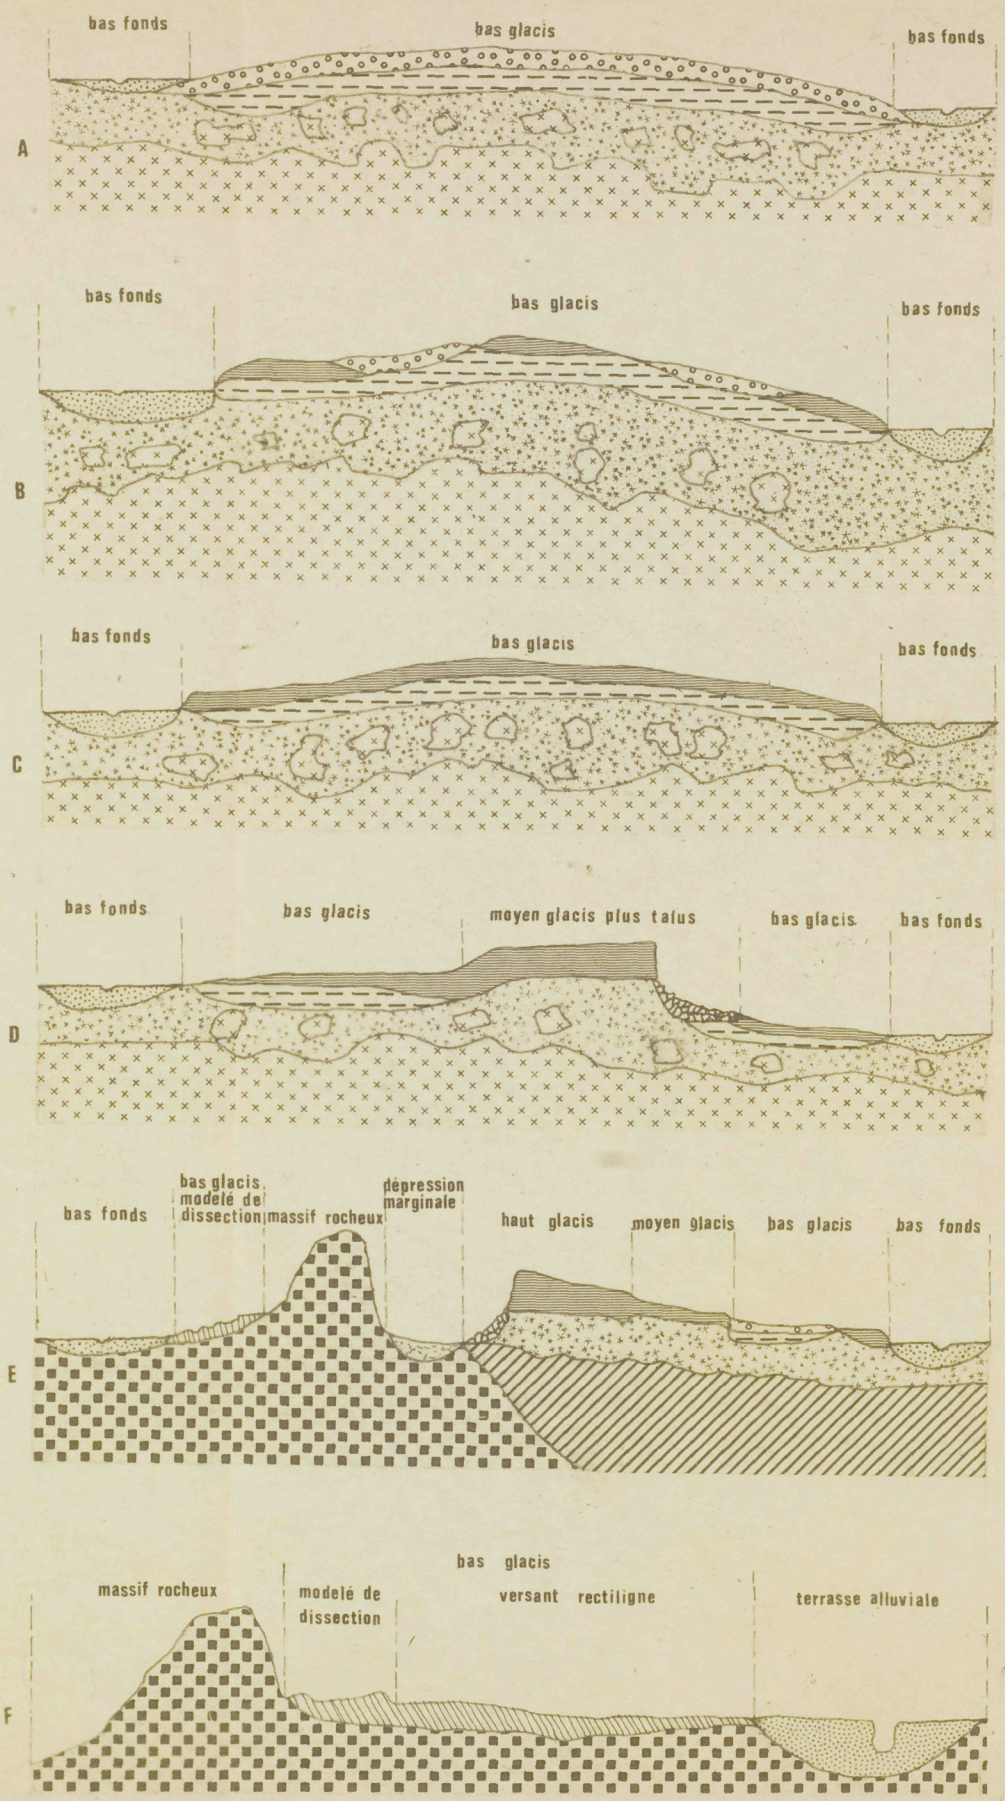 bas fonds
bas glacis
bas fonds
A
bas fonds
bas glacis
bas fonds
B
bas fonds
bas glacis
bas fonds
C
bas fonds
bas glacis
moyen glacis plus talus
bas glacis
bas fonds
D
bas fonds
bas glacis
modelé de
dissection
massif rocheux
dépression
marginale
haut glacis
moyen glacis
bas glacis
bas fonds
E
bas glacis
massif rocheux
modelé de
dissection
versant rectiligne
terrasse alluviale
F